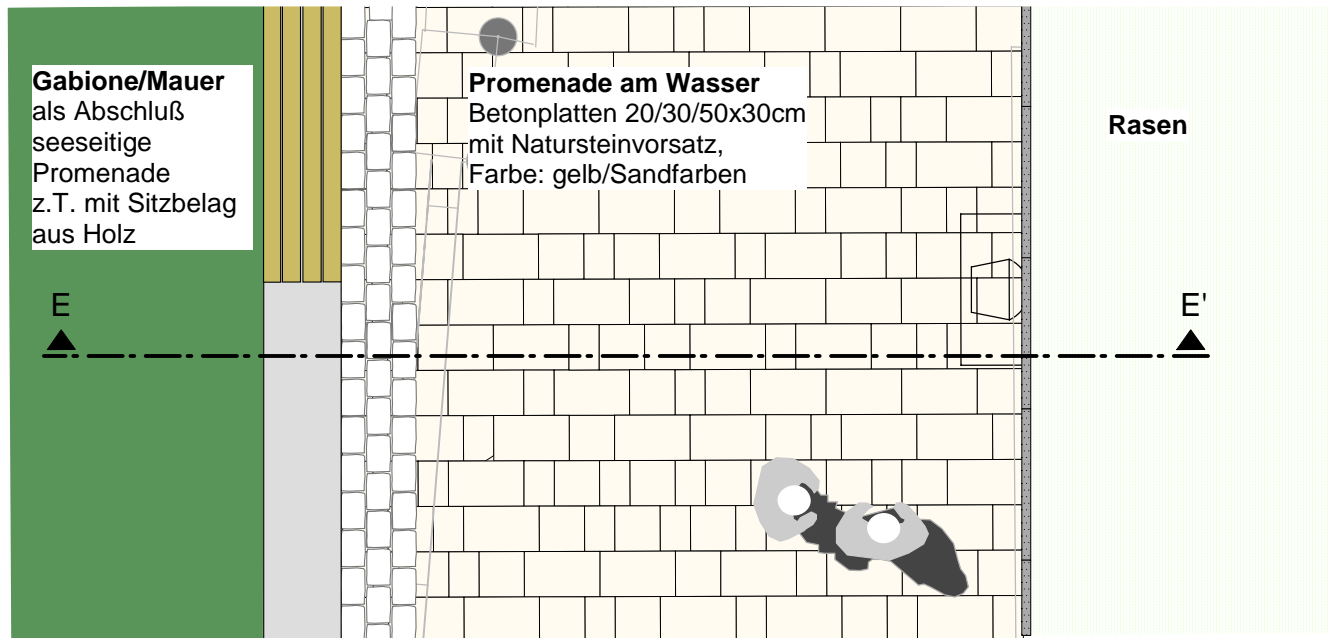 Gabione/Mauer
als Abschluß
seeseitige
Promenade
z.T. mit Sitzbelag
aus Holz
Promenade am Wasser
Betonplatten 20/30/50x30cm
mit Natursteinvorsatz,
Farbe: gelb/Sandfarben
Rasen
E
E'